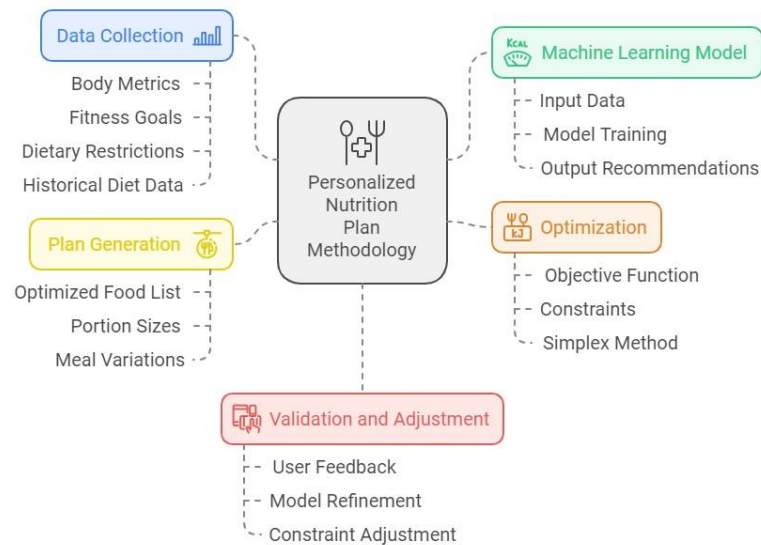 Data Collection
Body Metrics
Fitness Goals
Dietary Restrictions
Historical Diet Data
Kcal
Machine Learning Model
Input Data
Model Training
Output Recommendations
Personalized
Nutrition
Plan
Methodology
Plan Generation
Optimized Food List
Portion Sizes
Meal Variations
kJ
Optimization
Objective Function
Constraints
Simplex Method
Validation and Adjustment
User Feedback
Model Refinement
Constraint Adjustment